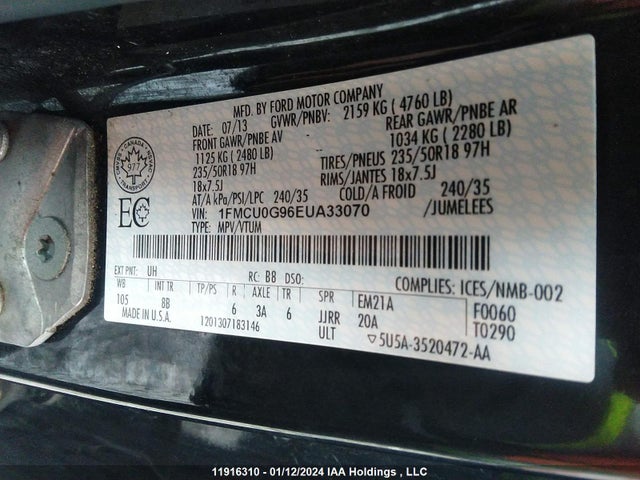 MFD. BY FORD MOTOR COMPANY
DATE: 07/13 GVWR/PNBV: 2159 KG ( 4760 LB)
FRONT GAWR/PNBE AV REAR GAWR/PNBE AR
1125 KG ( 2480 LB) 1034 KG ( 2280 LB)
235/50R18 97H TIRES/PNEUS 235/50R18 97H
18x7.5J RIMS/JANTES 18x7.5J
AT/A kPa/PSI/LPC 240/35 COLD/A FROID 240/35
VIN: 1FMCU0G96EUA33070 /JUMELEES
TYPE: MPV/VTUM
CANADA
977
EC
EXT PNT: UH RC: B8 DSO: COMPLIES: ICES/NMB-002
WB INT TR TP/PS R AXLE TR SPR EM21A F0060
105 BB 6 3A 6 JJRR 20A T0290
MADE IN U.S.A. 1201307183146 ULT ▽5U5A-3520472-AA
11916310 - 01/12/2024 IAA Holdings , LLC